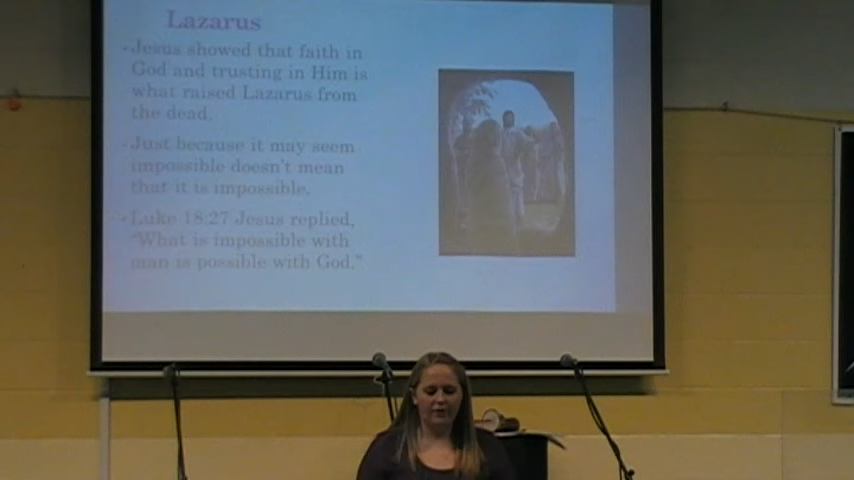 Lazarus
-Jesus showed that faith in
God and trusting in Him is
what raised Lazarus from
the dead.
-Just because it may seem
impossible doesn't mean
that it is impossible.
-Luke 18:27 Jesus replied,
"What is impossible with
man is possible with God."